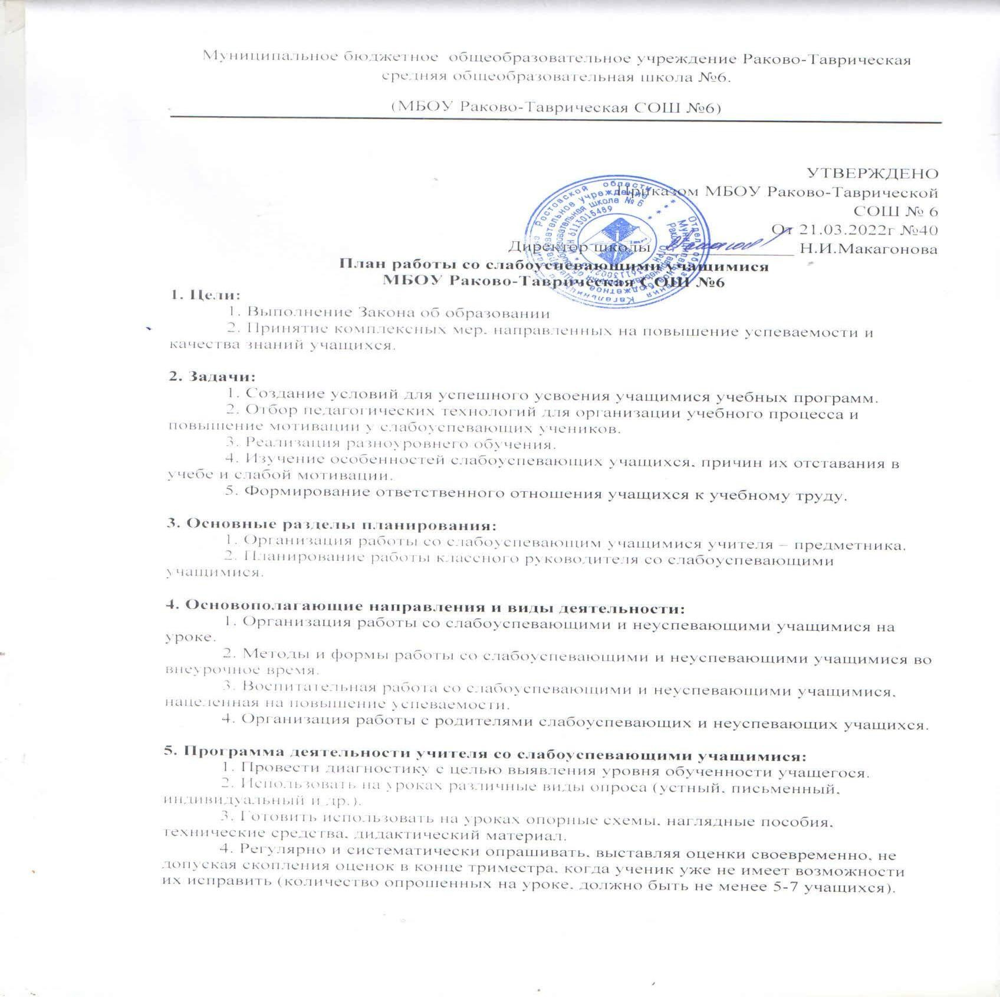 Муниципальное бюджетное общеобразовательное учреждение Раково-Таврическая
средняя общеобразовательная школа №6.
(МБОУ Раково-Таврическая СОШ №6)
УТВЕРЖДЕНО
Приказом МБОУ Раково-Таврической
СОШ № 6
От 21.03.2022г №40
Директор школы ________________ Н.И.Макагонова
План работы со слабоуспевающими учащимися
МБОУ Раково-Таврическая СОШ №6
1. Цели:
1. Выполнение Закона об образовании
2. Принятие комплексных мер, направленных на повышение успеваемости и
качества знаний учащихся.
2. Задачи:
1. Создание условий для успешного усвоения учащимися учебных программ.
2. Отбор педагогических технологий для организации учебного процесса и
повышение мотивации у слабоуспевающих учеников.
3. Реализация разноуровнего обучения.
4. Изучение особенностей слабоуспевающих учащихся, причин их отставания в
учебе и слабой мотивации.
5. Формирование ответственного отношения учащихся к учебному труду.
3. Основные разделы планирования:
1. Организация работы со слабоуспевающим учащимися учителя – предметника.
2. Планирование работы классного руководителя со слабоуспевающими
учащимися.
4. Основополагающие направления и виды деятельности:
1. Организация работы со слабоуспевающими и неуспевающими учащимися на
уроке.
2. Методы и формы работы со слабоуспевающими и неуспевающими учащимися во
внеурочное время.
3. Воспитательная работа со слабоуспевающими и неуспевающими учащимися,
нацеленная на повышение успеваемости.
4. Организация работы с родителями слабоуспевающих и неуспевающих учащихся.
5. Программа деятельности учителя со слабоуспевающими учащимися:
1. Провести диагностику с целью выявления уровня обученности учащегося.
2. Использовать на уроках различные виды опроса (устный, письменный,
индивидуальный и др.).
3. Готовить использовать на уроках опорные схемы, наглядные пособия,
технические средства, дидактический материал.
4. Регулярно и систематически опрашивать, выставляя оценки своевременно, не
допуская скопления оценок в конце триместра, когда ученик уже не имеет возможности
их исправить (количество опрошенных на уроке, должно быть не менее 5-7 учащихся).